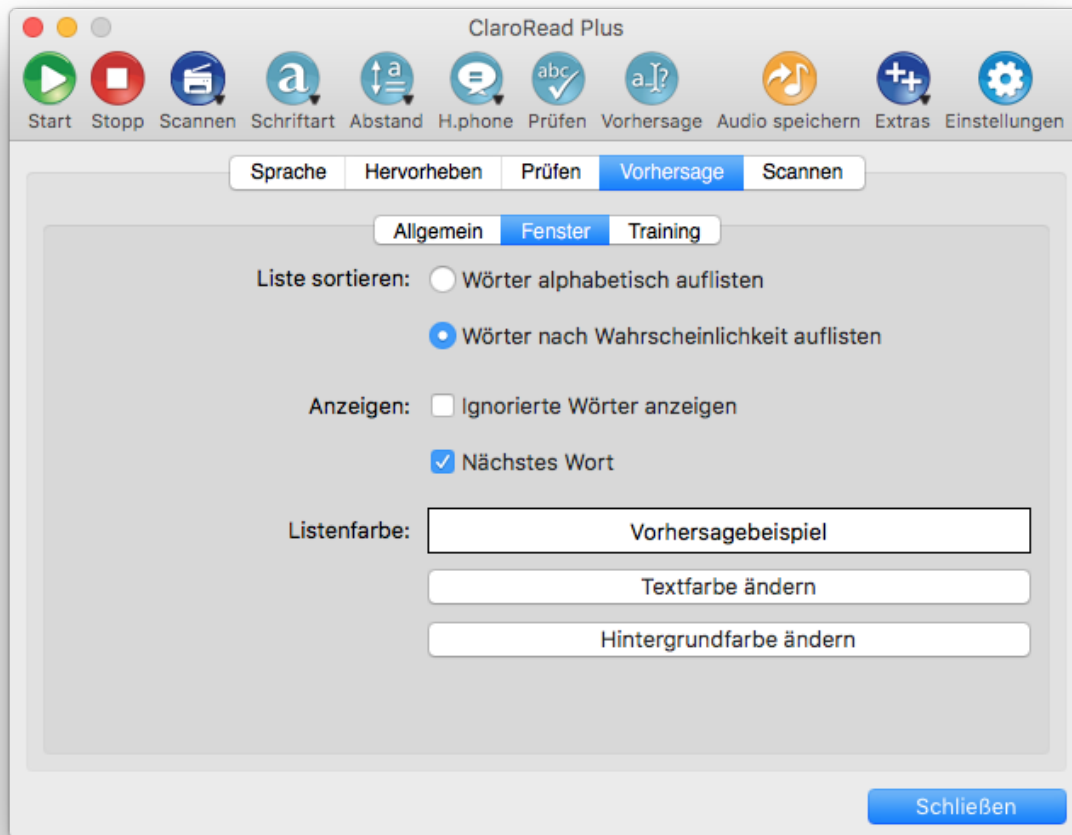 ClaroRead Plus
a a abc a ?
Start Stopp Scannen Schriftart Abstand H.phone Prüfen Vorhersage Audio speichern Extras Einstellungen
Sprache Hervorheben Prüfen Vorhersage Scannen
Allgemein Fenster Training
Liste sortieren: Wörter alphabetisch auflisten
Wörter nach Wahrscheinlichkeit auflisten
Anzeigen: Ignorierte Wörter anzeigen
Nächstes Wort
Listenfarbe: Vorhersagebeispiel
Textfarbe ändern
Hintergrundfarbe ändern
Schließen